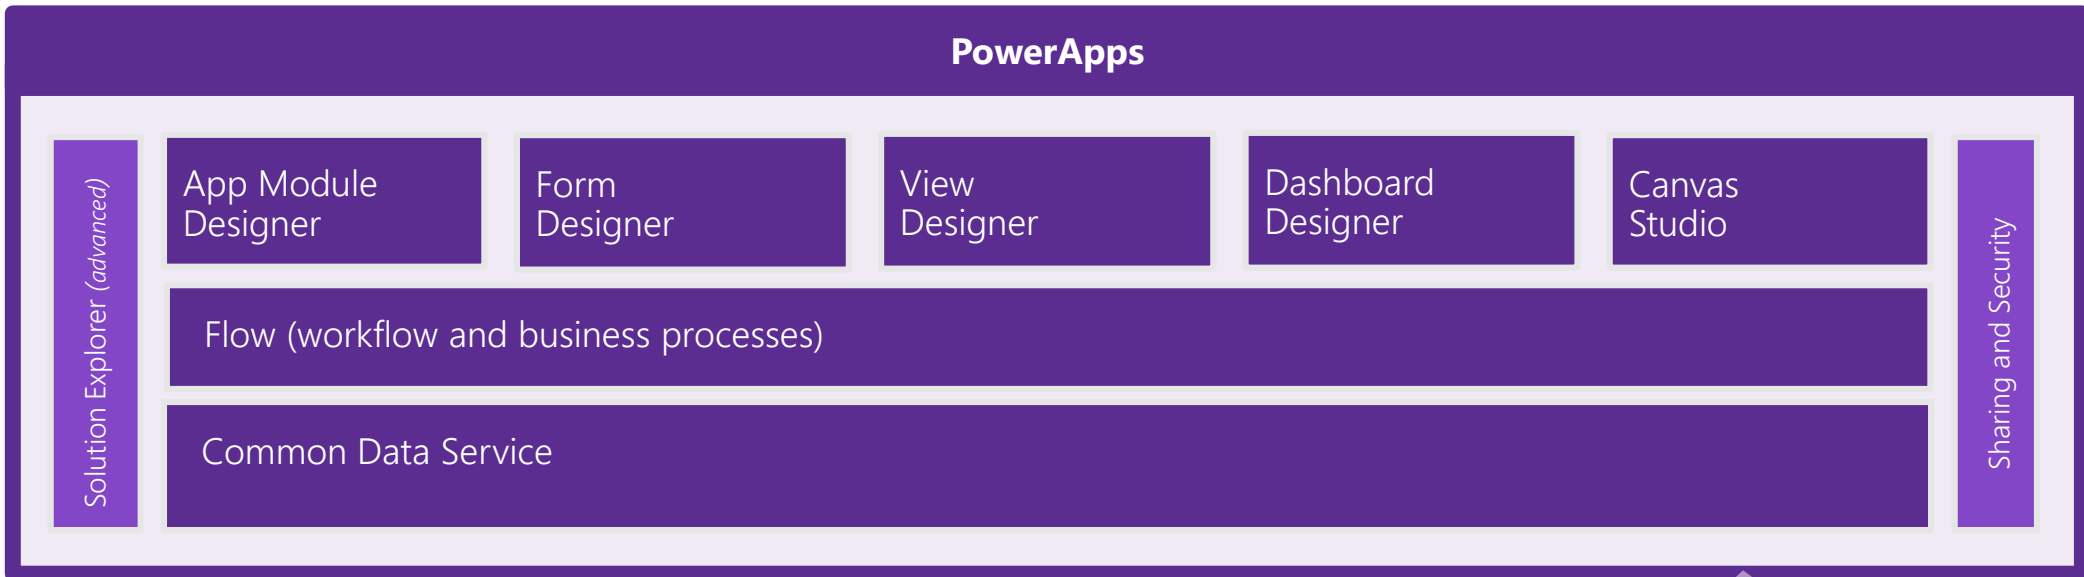 PowerApps
Solution Explorer (advanced)
App Module
Designer
Form
Designer
View
Designer
Dashboard
Designer
Canvas
Studio
Flow (workflow and business processes)
Common Data Service
Sharing and Security